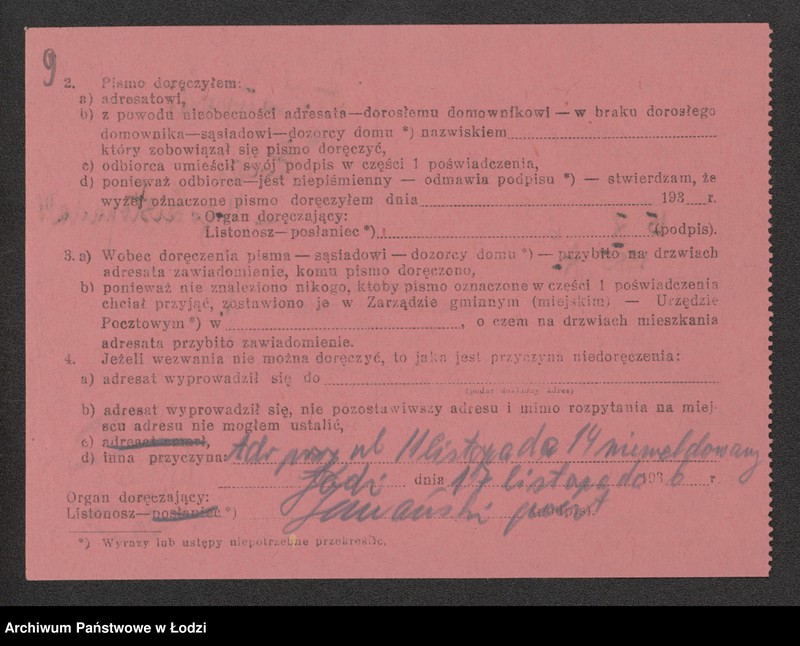 9
2. Pismo doręczyłem:
a) adresatowi,
b) z powodu nieobecności adresata—dorosłemu domownikowi — w braku dorosłego
domownika—sąsiadowi—dozorcy domu *) nazwiskiem
który zobowiązał się pismo doręczyć,
c) odbiorca umieścił swój podpis w części 1 poświadczenia,
d) ponieważ odbiorca—jest niepiśmienny — odmawia podpisu *) — stwierdzam, że
wyżej oznaczone pismo doręczyłem dnia 193 r.
Organ doręczający:
Listonosz—posłaniec *) (podpis).
3. a) Wobec doręczenia pisma — sąsiadowi — dozorcy domu *) — przybito na drzwiach
adresata zawiadomienie, komu pismo doręczono,
b) ponieważ nie znaleziono nikogo, ktoby pismo oznaczone w części 1 poświadczenia
chciał przyjąć, zostawiono je w Zarządzie gminnym (miejskim) — Urzędzie
Pocztowym *) w , o czem na drzwiach mieszkania
adresata przybito zawiadomienie.
4. Jeżeli wezwania nie można doręczyć, to jaka jest przyczyna niedoręczenia:
a) adresat wyprowadził się do
(podać dokładny adres)
b) adresat wyprowadził się, nie pozostawiwszy adresu i mimo rozpytania na miej-
scu adresu nie mogłem ustalić,
c) adresat zmarł,
d) inna przyczyna: Adr przy ul 11 listopada 14 niemeldowany
Łódź dnia 17 listopada 1936 r
Organ doręczający:
Listonosz—posłaniec *) (podpis).
*) Wyrazy lub ustępy niepotrzebne przekreślić.
Archiwum Państwowe w Łodzi